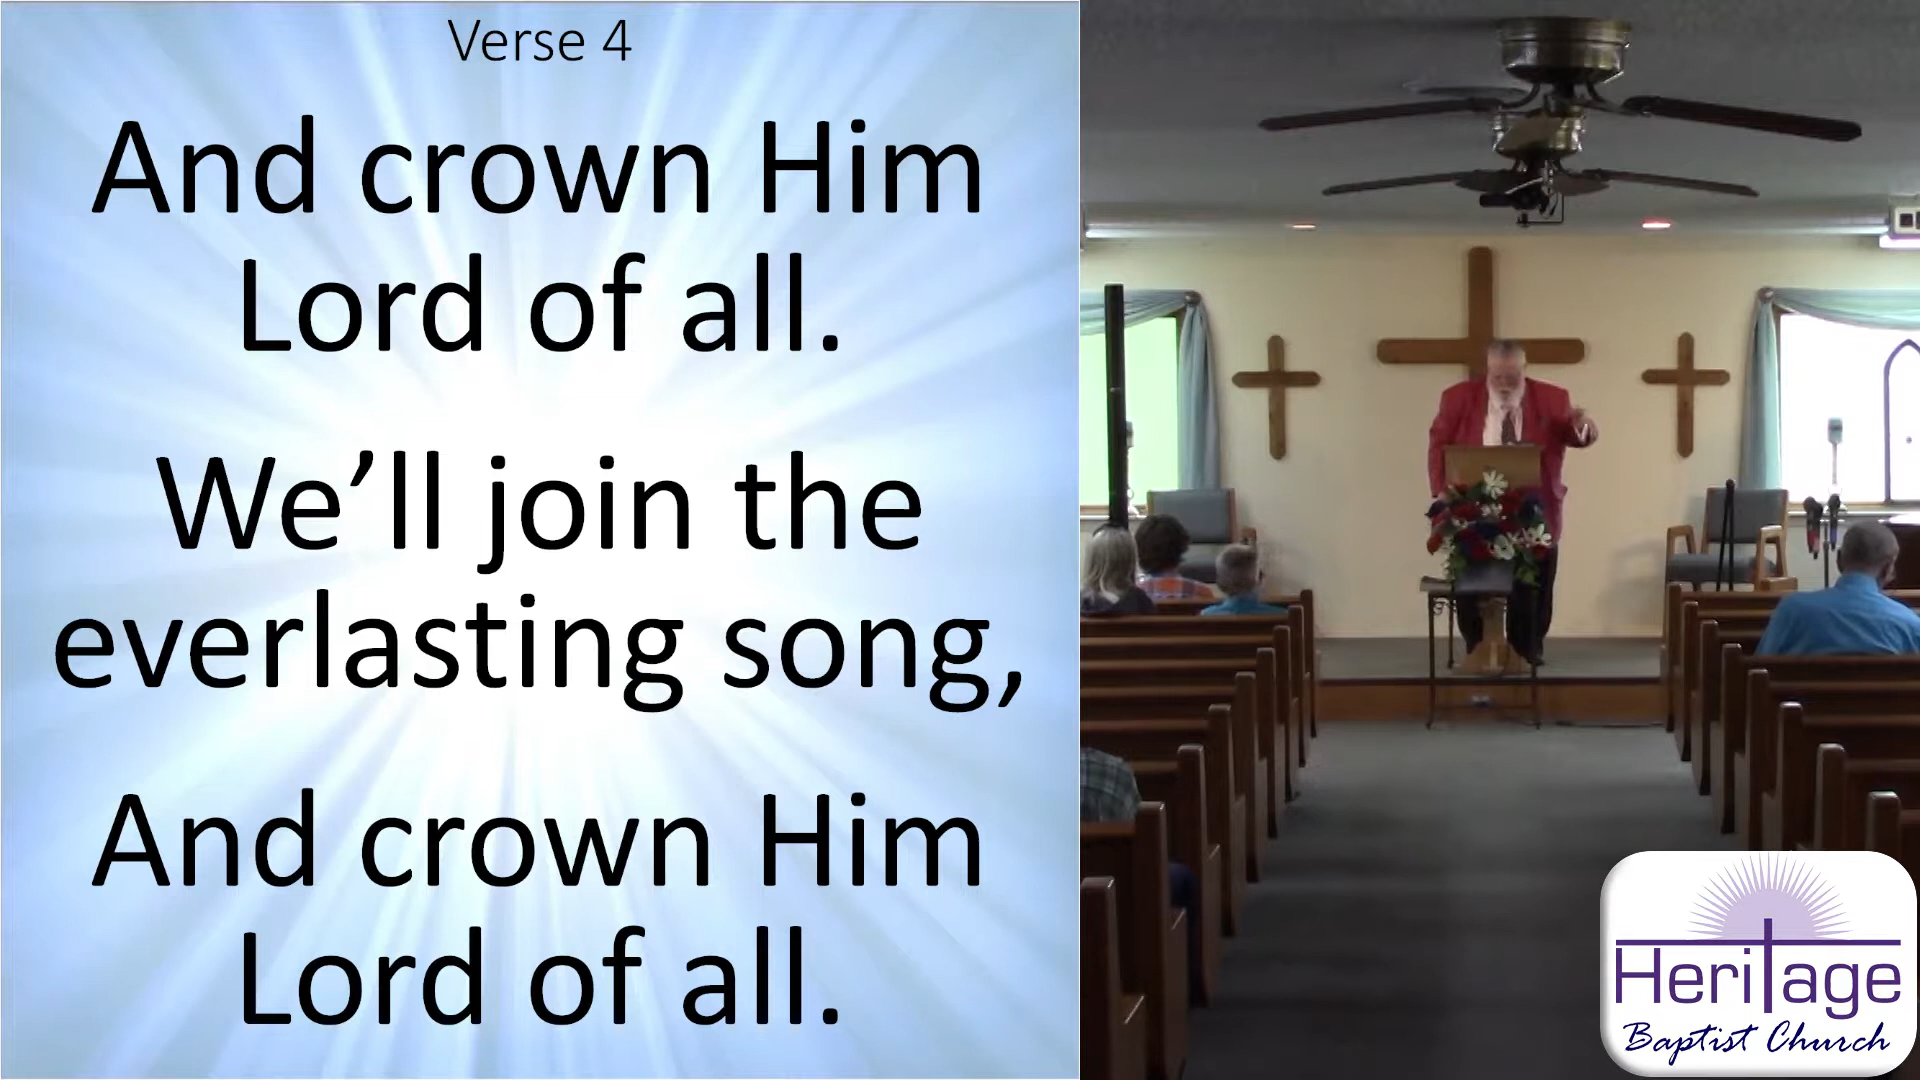 Verse 4
And crown Him
Lord of all.
We’ll join the
everlasting song,
And crown Him
Lord of all.
Heritage
Baptist Church